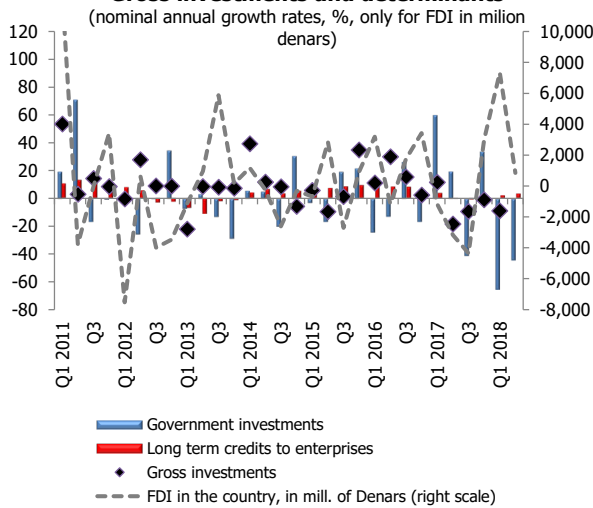 Gross investments and determinants
(nominal annual growth rates, %, only for FDI in milion
denars)
120
100
80
60
40
20
0
-20
-40
-60
-80
10,000
8,000
6,000
4,000
2,000
0
-2,000
-4,000
-6,000
-8,000
Q1 2011
Q3
Q1 2012
Q3
Q1 2013
Q3
Q1 2014
Q3
Q1 2015
Q3
Q1 2016
Q3
Q1 2017
Q3
Q1 2018
Government investments
Long term credits to enterprises
Gross investments
FDI in the country, in mill. of Denars (right scale)